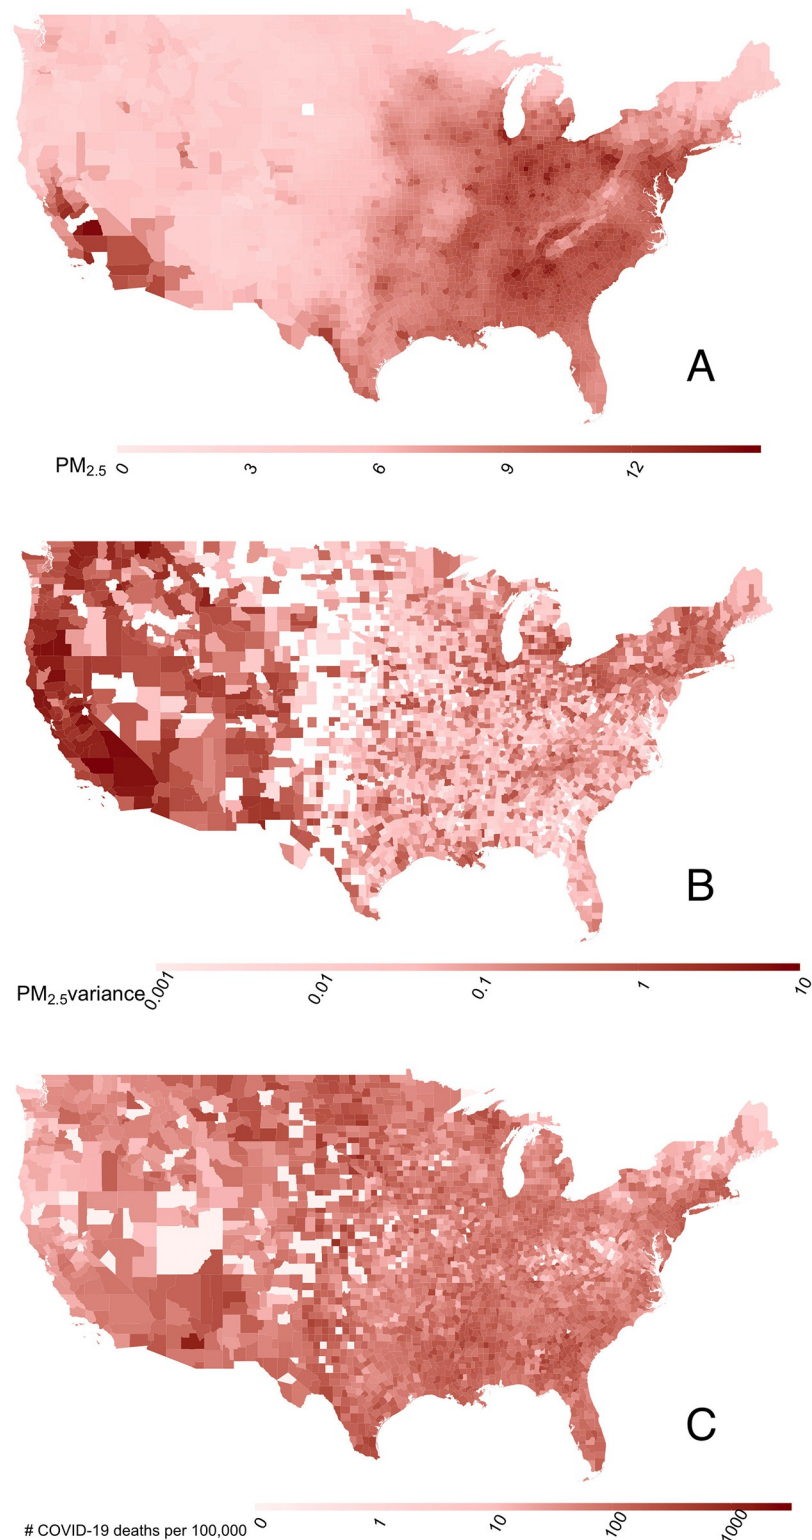 A
PM2.5 0 3 6 9 12
B
PM2.5variance 0.001 0.01 0.1 1 10
C
# COVID-19 deaths per 100,000 0 1 10 100 1000